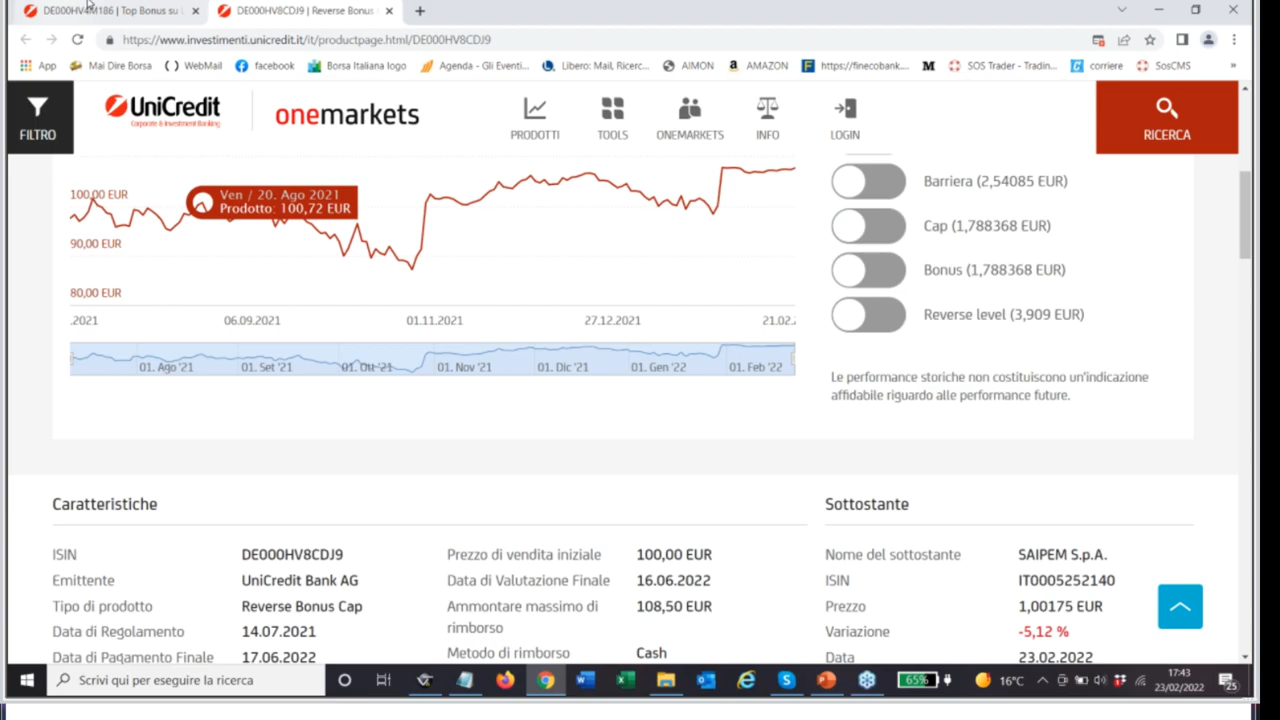 DE000HV4M186 | Top Bonus su
DE000HV8CDJ9 | Reverse Bonus
https://www.investimenti.unicredit.it/it/productpage.html/DE000HV8CDJ9
App
Mai Dire Borsa
WebMail
facebook
Borsa Italiana logo
Agenda - Gli Eventi...
Libero: Mail, Ricerc...
AIMON
AMAZON
https://finecobank....
M
SOS Trader - Tradin...
corriere
SosCMS
»
FILTRO
UniCredit
Corporate & Investment Banking
onemarkets
PRODOTTI
TOOLS
ONEMARKETS
INFO
LOGIN
RICERCA
100,00 EUR
90,00 EUR
80,00 EUR
Ven / 20. Ago 2021
Prodotto: 100,72 EUR
.2021
06.09.2021
01.11.2021
27.12.2021
21.02.
01. Ago '21
01. Set '21
01. Ott '21
01. Nov '21
01. Dic '21
01. Gen '22
01. Feb '22
Barriera (2,54085 EUR)
Cap (1,788368 EUR)
Bonus (1,788368 EUR)
Reverse level (3,909 EUR)
Le performance storiche non costituiscono un'indicazione
affidabile riguardo alle performance future.
Caratteristiche
ISIN DE000HV8CDJ9
Emittente UniCredit Bank AG
Tipo di prodotto Reverse Bonus Cap
Data di Regolamento 14.07.2021
Data di Pagamento Finale 17.06.2022
Prezzo di vendita iniziale 100,00 EUR
Data di Valutazione Finale 16.06.2022
Ammontare massimo di 108,50 EUR
rimborso
Metodo di rimborso Cash
Sottostante
Nome del sottostante SAIPEM S.p.A.
ISIN IT0005252140
Prezzo 1,00175 EUR
Variazione -5,12 %
Data 23.02.2022
Scrivi qui per eseguire la ricerca
65%
16°C
17:43
23/02/2022
25